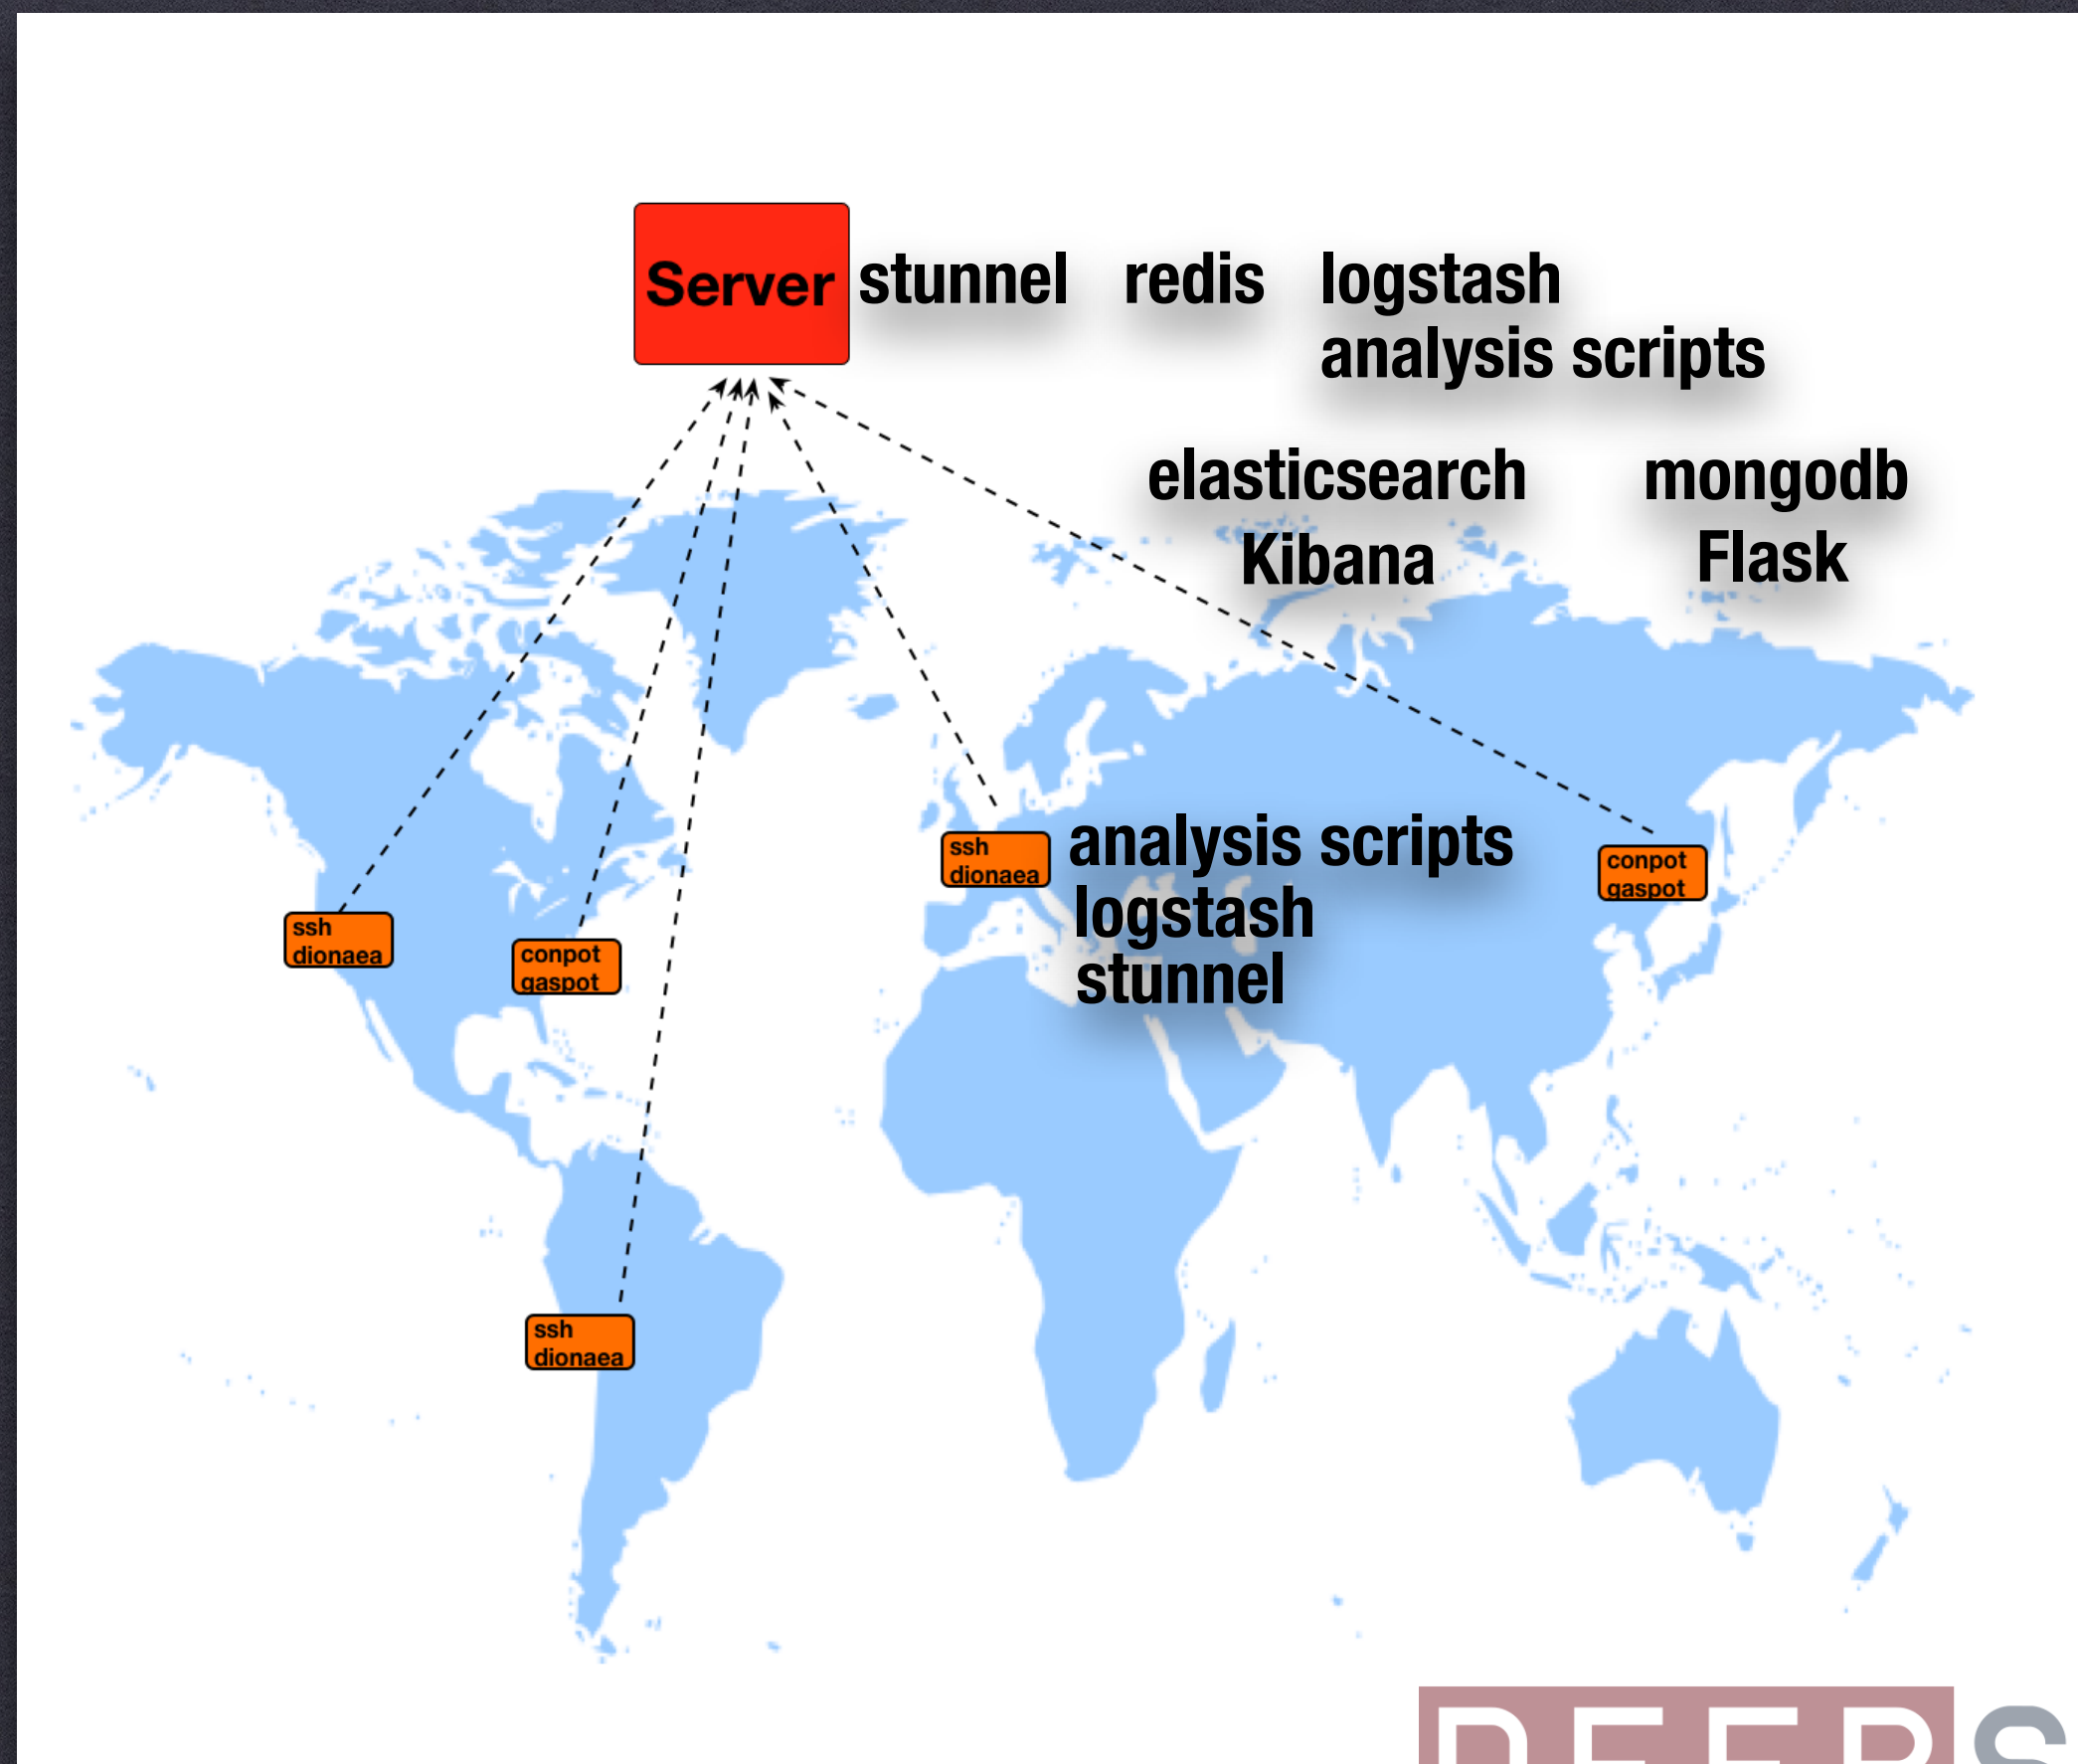 Server
stunnel redis logstash
analysis scripts
elasticsearch mongodb
Kibana Flask
ssh
dionaea
analysis scripts
logstash
stunnel
conpot
gaspot
ssh
dionaea
conpot
gaspot
ssh
dionaea
DEEPS